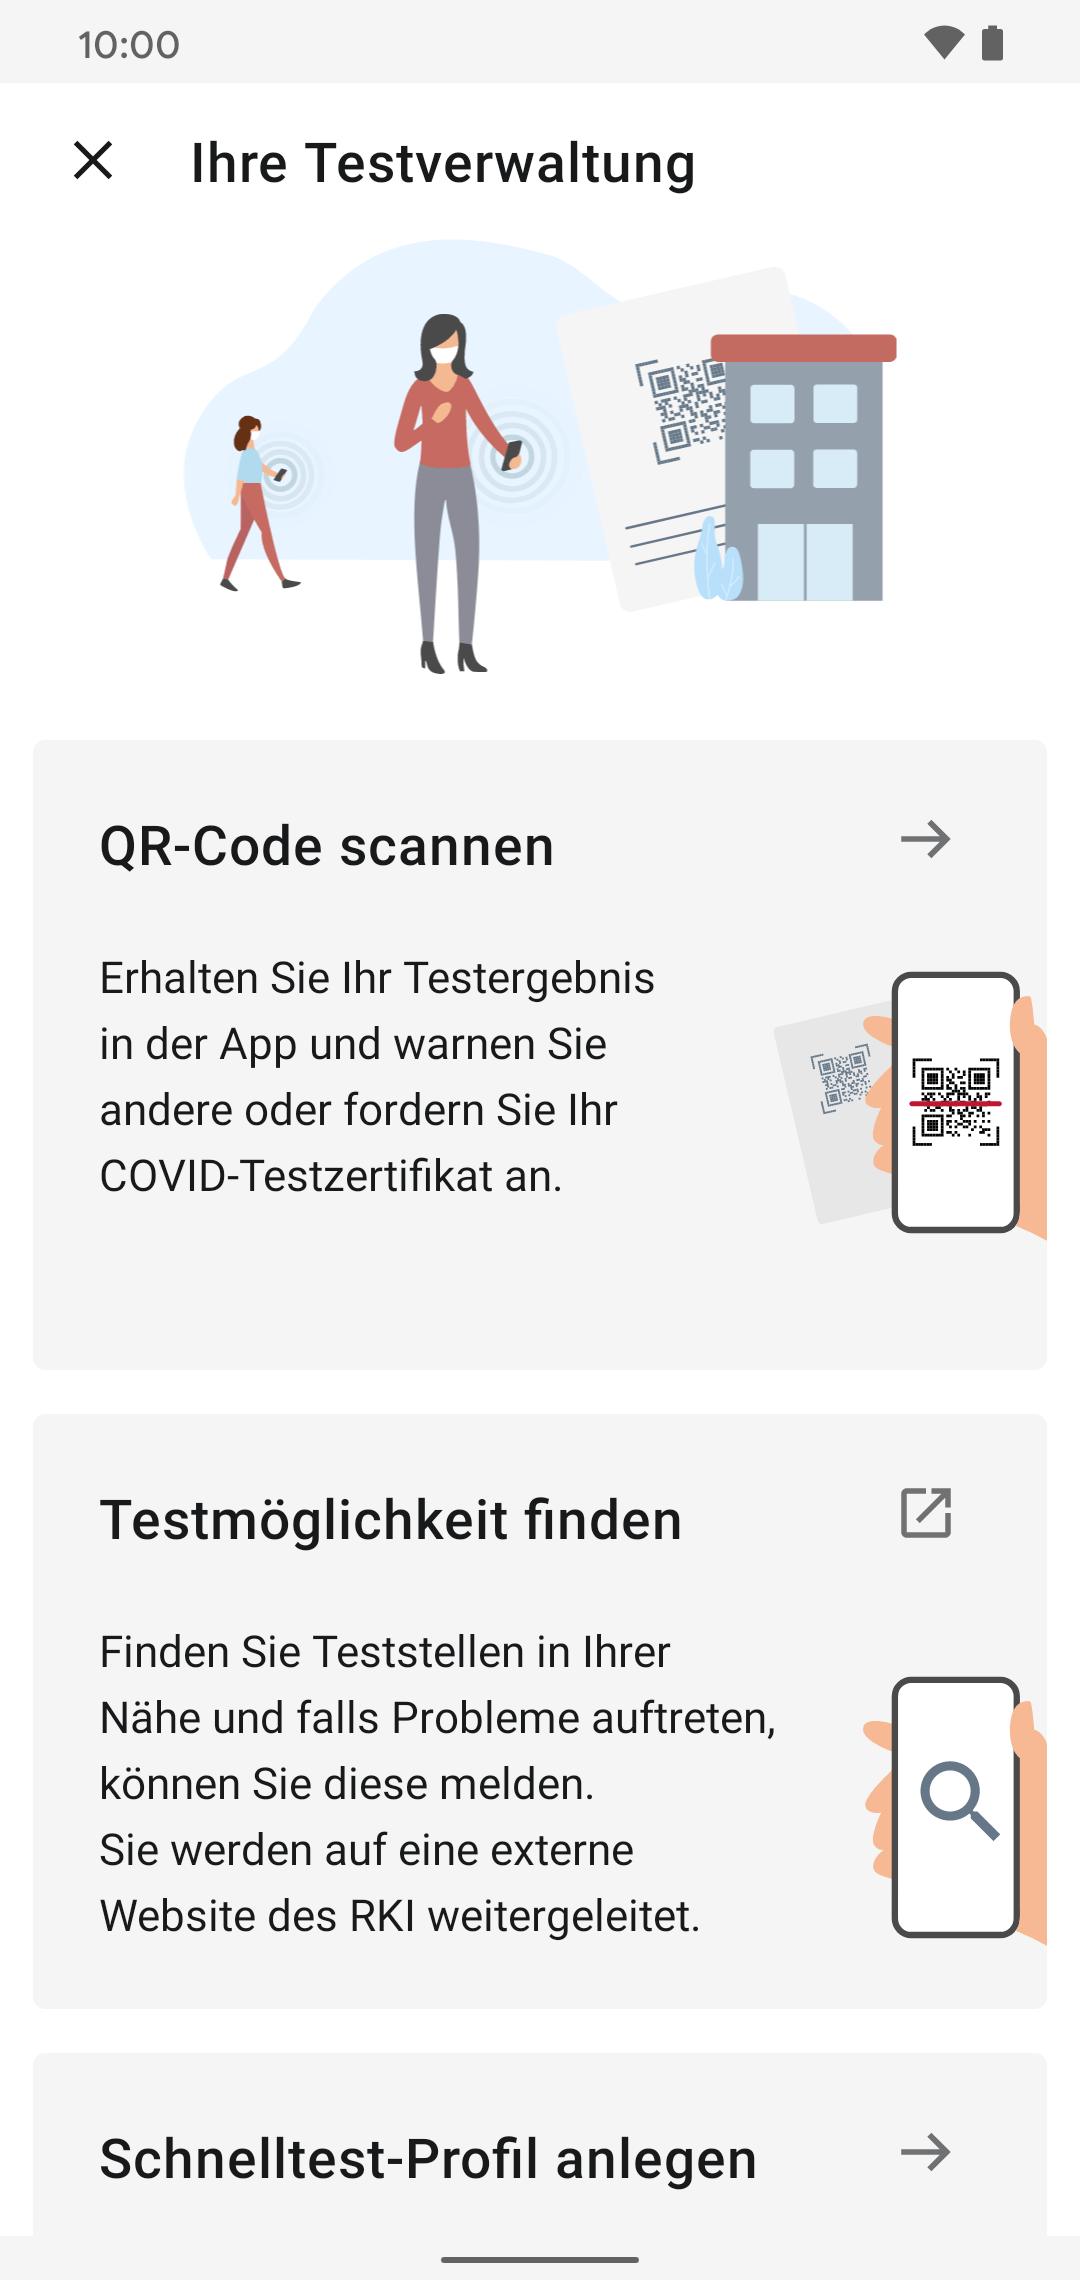 10:00
Ihre Testverwaltung
QR-Code scannen
Erhalten Sie Ihr Testergebnis
in der App und warnen Sie
andere oder fordern Sie Ihr
COVID-Testzertifikat an.
Testmöglichkeit finden
Finden Sie Teststellen in Ihrer
Nähe und falls Probleme auftreten,
können Sie diese melden.
Sie werden auf eine externe
Website des RKI weitergeleitet.
Schnelltest-Profil anlegen